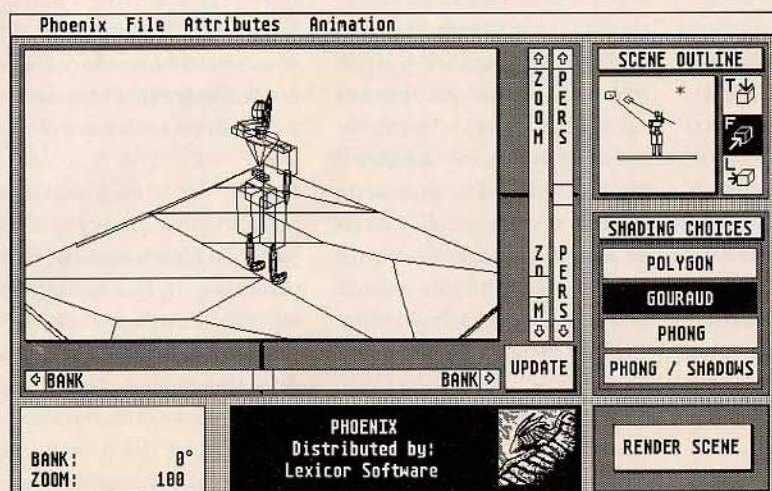 Phoenix File Attributes Animation
ZOOM
PERS
ZO M
PERS
BANK
BANK
UPDATE
SCENE OUTLINE
T
F
L
SHADING CHOICES
POLYGON
GOURAUD
PHONG
PHONG / SHADOWS
BANK: 0°
ZOOM: 100
PHOENIX
Distributed by:
Lexicor Software
RENDER SCENE